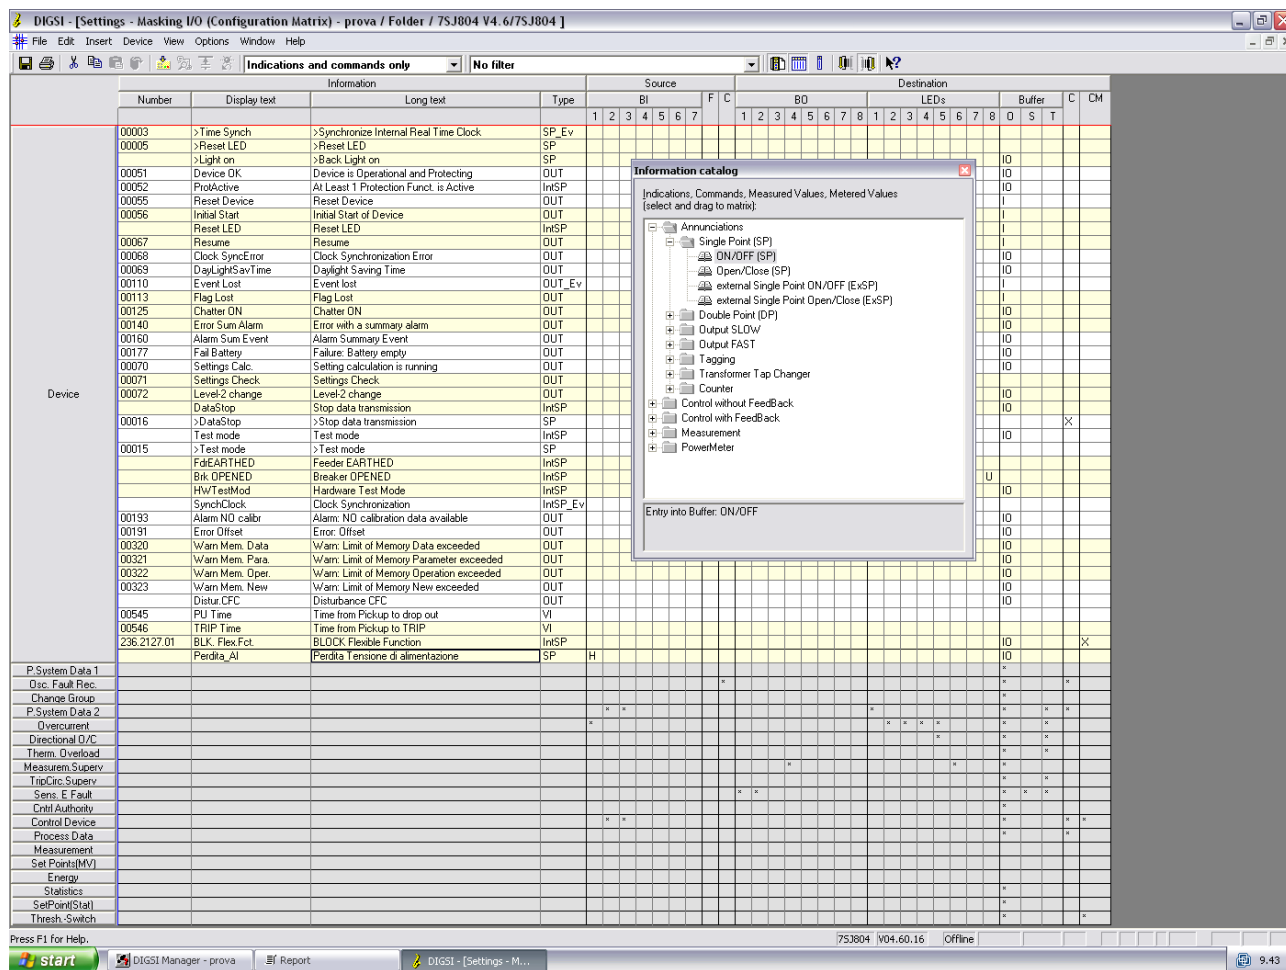 DIGSI - [Settings - Masking I/O (Configuration Matrix) - prova / Folder / 7SJ804 V4.6/7SJ804 ]
File Edit Insert Device View Options Window Help
Indications and commands only No filter
Information Source Destination
Number Display text Long text Type BI F C BO LEDs Buffer C CM
1 2 3 4 5 6 7 1 2 3 4 5 6 7 8 1 2 3 4 5 6 7 8 O S T
Device
00003 >Time Synch >Synchronize Internal Real Time Clock SP_Ev
00005 >Reset LED >Reset LED SP
>Light on >Back Light on SP IO
00051 Device OK Device is Operational and Protecting OUT IO
00052 ProtActive At Least 1 Protection Funct. is Active IntSP IO
00055 Reset Device Reset Device OUT I
00056 Initial Start Initial Start of Device OUT I
Reset LED Reset LED IntSP I
00067 Resume Resume OUT I
00068 Clock SyncError Clock Synchronization Error OUT IO
00069 DayLightSavTime Daylight Saving Time OUT IO
00110 Event Lost Event lost OUT_Ev I
00113 Flag Lost Flag Lost OUT I
00125 Chatter ON Chatter ON OUT IO
00140 Error Sum Alarm Error with a summary alarm OUT IO
00160 Alarm Sum Event Alarm Summary Event OUT IO
00177 Fail Battery Failure: Battery empty OUT IO
00070 Settings Calc. Setting calculation is running OUT IO
00071 Settings Check Settings Check OUT
00072 Level-2 change Level-2 change OUT IO
DataStop Stop data transmission IntSP IO
00016 >DataStop >Stop data transmission SP X
Test mode Test mode IntSP IO
00015 >Test mode >Test mode SP
FdrEARTHED Feeder EARTHED IntSP
Brk OPENED Breaker OPENED IntSP U
HWTestMod Hardware Test Mode IntSP IO
SynchClock Clock Synchronization IntSP_Ev
00193 Alarm NO calibr Alarm: NO calibration data available OUT IO
00191 Error Offset Error: Offset OUT IO
00320 Warn Mem. Data Warn: Limit of Memory Data exceeded OUT IO
00321 Warn Mem. Para. Warn: Limit of Memory Parameter exceeded OUT IO
00322 Warn Mem. Oper. Warn: Limit of Memory Operation exceeded OUT IO
00323 Warn Mem. New Warn: Limit of Memory New exceeded OUT IO
Distur.CFC Disturbance CFC OUT IO
00545 PU Time Time from Pickup to drop out VI
00546 TRIP Time Time from Pickup to TRIP VI
236.2127.01 BLK. Flex.Fct. BLOCK Flexible Function IntSP IO X
Perdita_Al Perdita Tensione di alimentazione SP H IO
P.System Data 1 *
Osc. Fault Rec. * *
Change Group *
P.System Data 2 * * * * * *
Overcurrent * * * * * * *
Directional O/C * * *
Therm. Overload * *
Measurem.Superv * * *
TripCirc.Superv * *
Sens. E Fault * * * * *
Cntrl Authority *
Control Device * * * * *
Process Data * *
Measurement
Set Points(MV)
Energy
Statistics *
SetPoint(Stat) *
Thresh.-Switch * *
Information catalog
Indications, Commands, Measured Values, Metered Values
(select and drag to matrix):
Annunciations
Single Point (SP)
ON/OFF (SP)
Open/Close (SP)
external Single Point ON/OFF (ExSP)
external Single Point Open/Close (ExSP)
Double Point (DP)
Output SLOW
Output FAST
Tagging
Transformer Tap Changer
Counter
Control without FeedBack
Control with FeedBack
Measurement
PowerMeter
Entry into Buffer: ON/OFF
Press F1 for Help. 7SJ804 V04.60.16 Offline
start DIGSI Manager - prova Report DIGSI - [Settings - M... 9.43